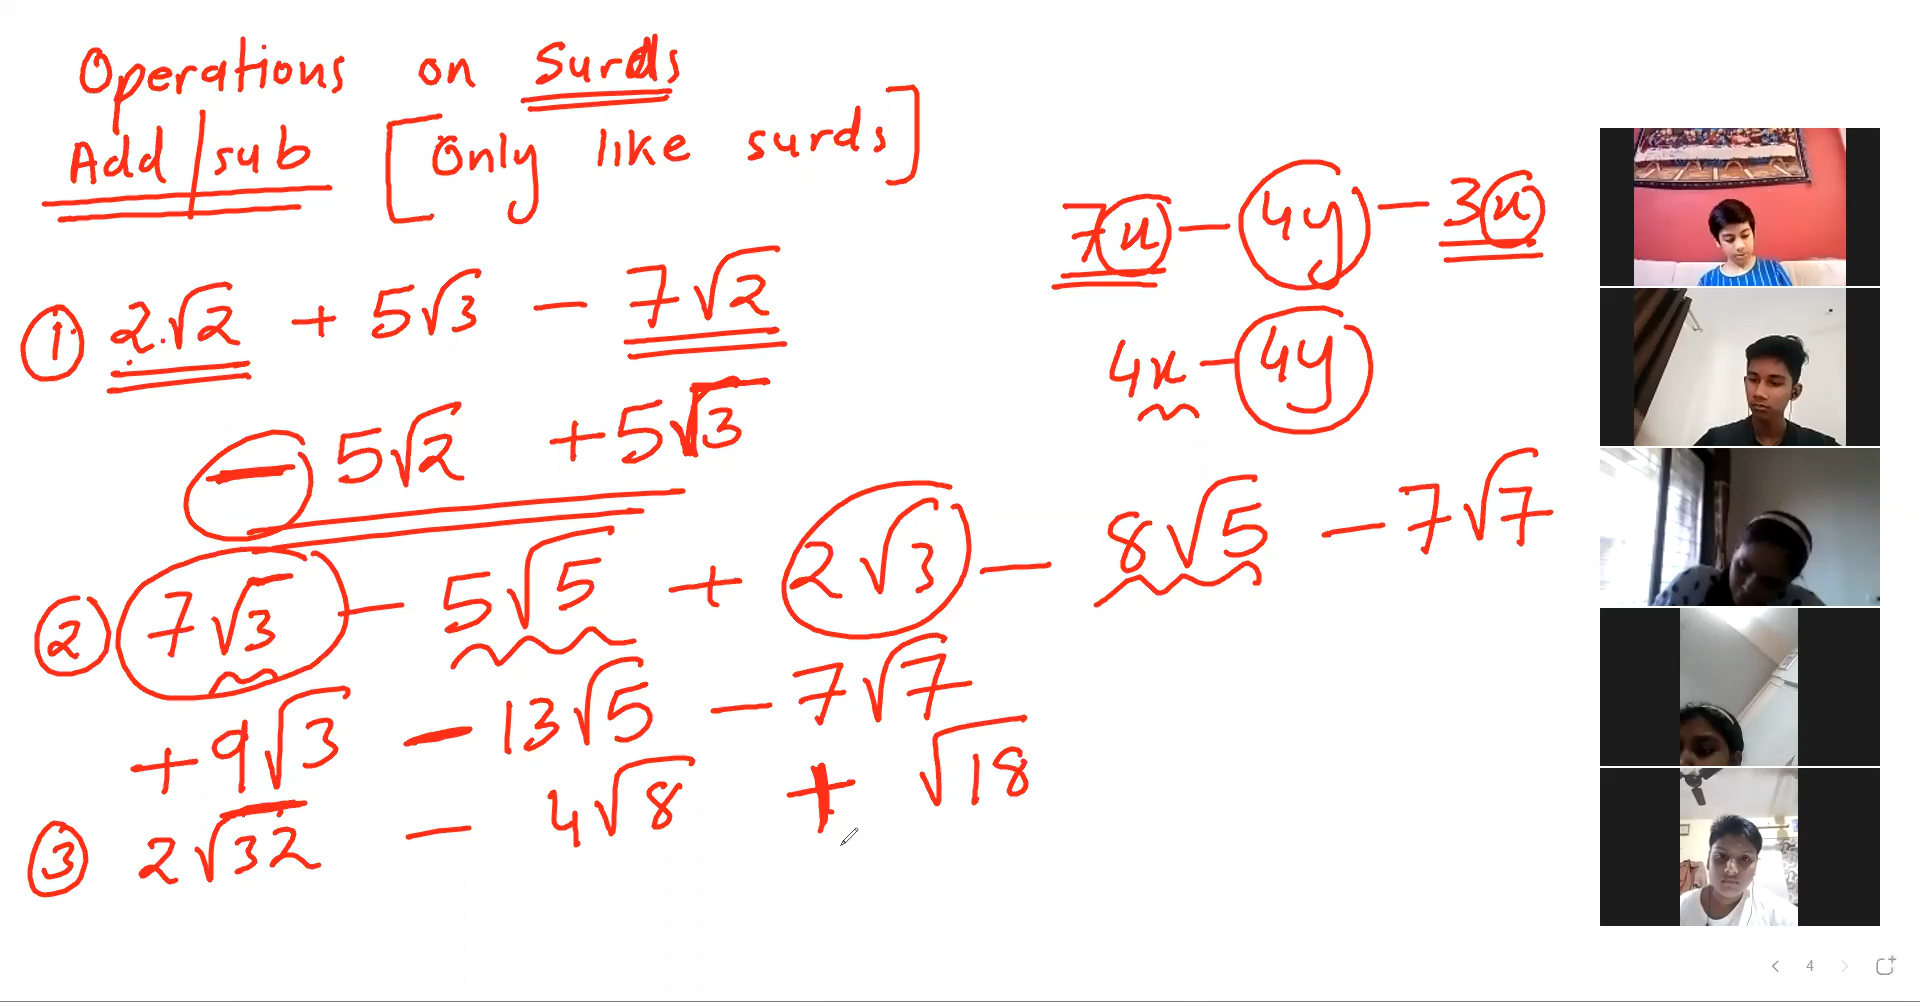 Operations on Surds
Add/sub [Only like surds]
7x - 4y - 3x
4x - 4y
① 2.√2 + 5√3 - 7√2
- 5√2 + 5√3
② 7√3 - 5√5 + 2√3 - 8√5 - 7√7
+ 9√3 - 13√5 - 7√7
③ 2√32 - 4√8 + √18
4